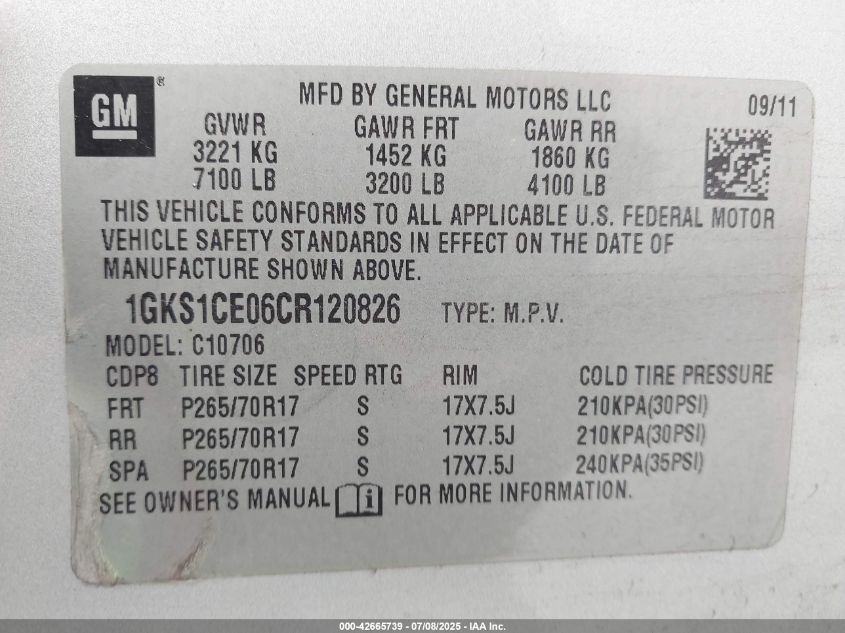 GM ®
MFD BY GENERAL MOTORS LLC 09/11
GVWR GAWR FRT GAWR RR
3221 KG 1452 KG 1860 KG
7100 LB 3200 LB 4100 LB
THIS VEHICLE CONFORMS TO ALL APPLICABLE U.S. FEDERAL MOTOR
VEHICLE SAFETY STANDARDS IN EFFECT ON THE DATE OF
MANUFACTURE SHOWN ABOVE.
1GKS1CE06CR120826 TYPE: M.P.V.
MODEL: C10706
CDP8 TIRE SIZE SPEED RTG RIM COLD TIRE PRESSURE
FRT P265/70R17 S 17X7.5J 210KPA(30PSI)
RR P265/70R17 S 17X7.5J 210KPA(30PSI)
SPA P265/70R17 S 17X7.5J 240KPA(35PSI)
SEE OWNER'S MANUAL i FOR MORE INFORMATION.
000-42665739 - 07/08/2025 - IAA Inc.